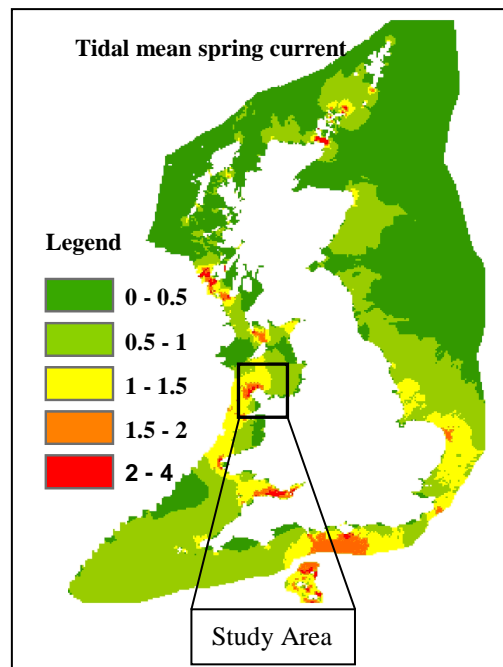 Tidal mean spring current
Legend
0 - 0.5
0.5 - 1
1 - 1.5
1.5 - 2
2 - 4
Study Area